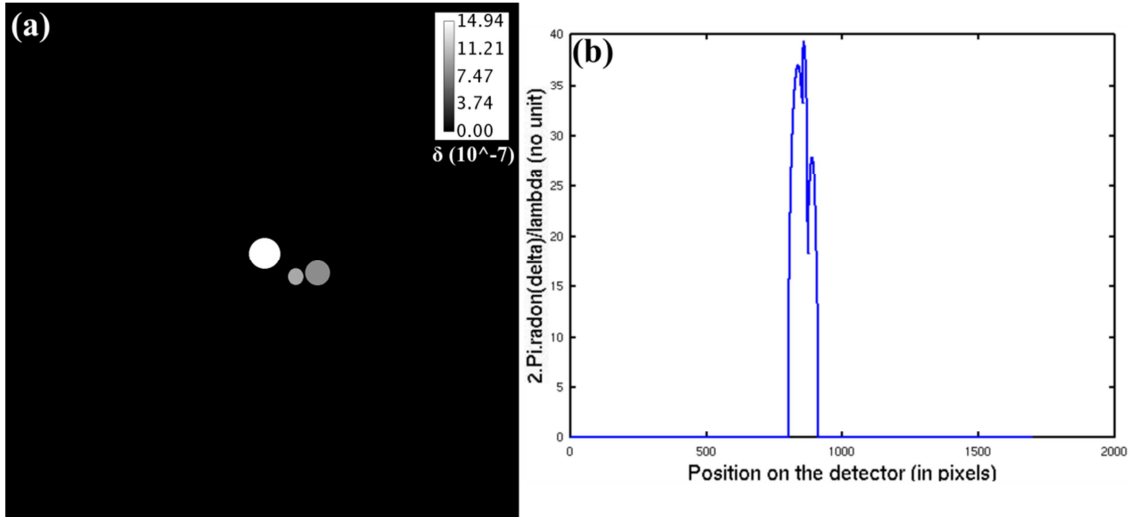 (a)
14.94
11.21
7.47
3.74
0.00
δ (10^-7)
(b)
2.Pi.radon(delta)/lambda (no unit)
40
35
30
25
20
15
10
5
0
0 500 1000 1500 2000
Position on the detector (in pixels)